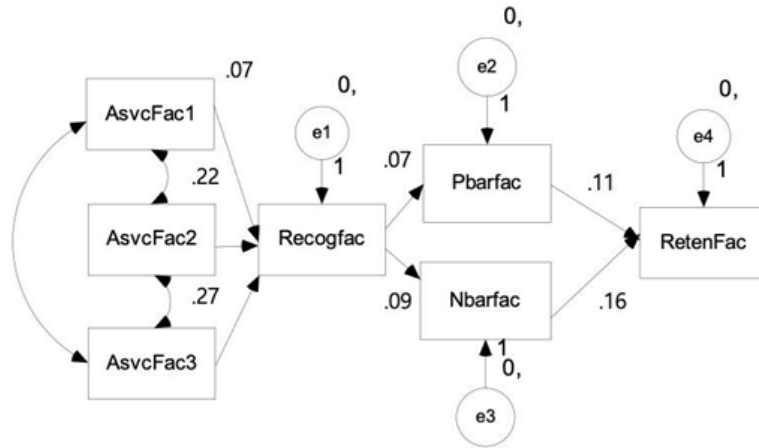 0,
e2
1
0,
e4
1
.07
0,
e1
1
AsvcFac1
.22
AsvcFac2
.27
AsvcFac3
Recogfac
.07
Pbarfac
.11
RetenFac
.09
Nbarfac
.16
1
0,
e3